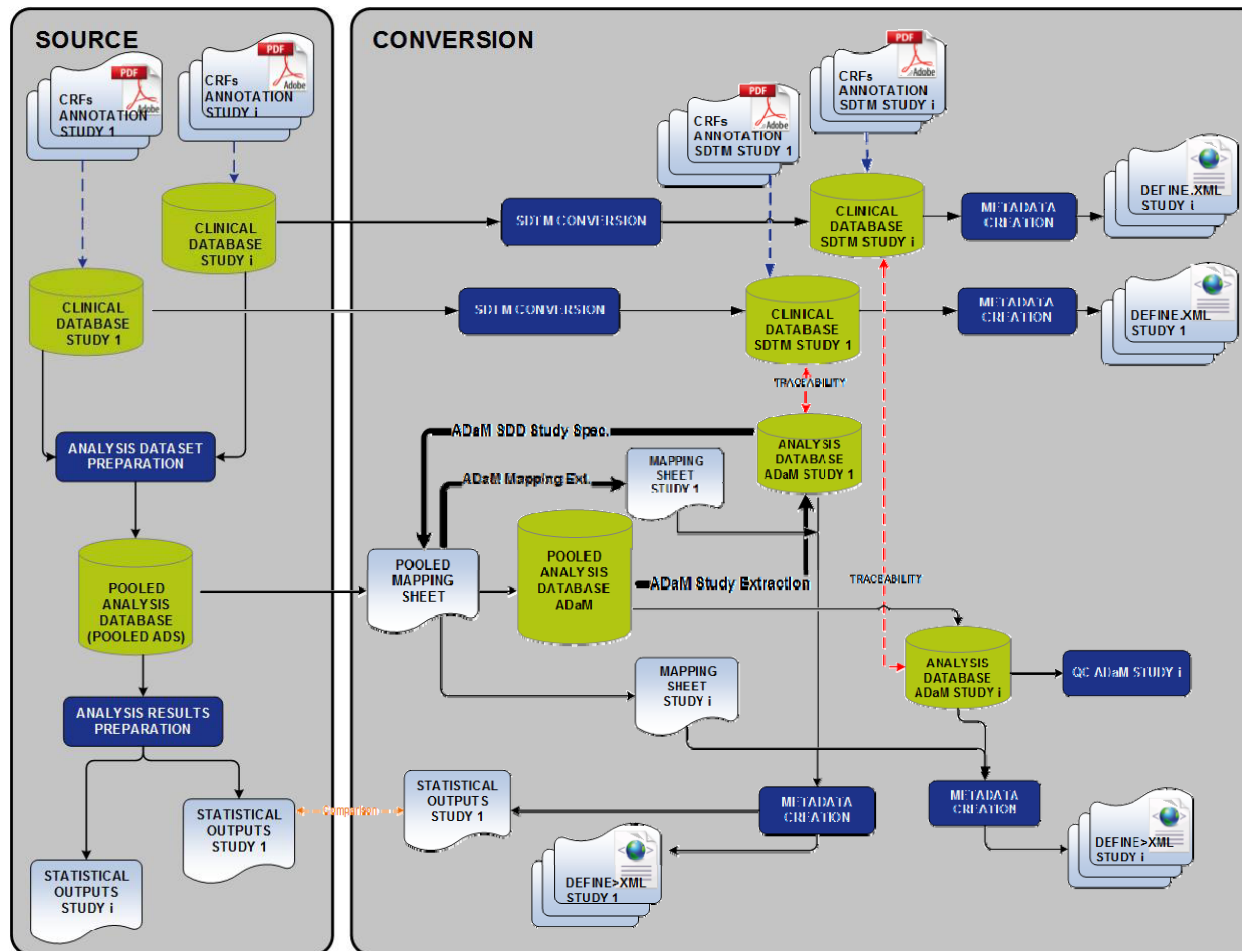 SOURCE
PDF
Adobe
CRFs
ANNOTATION
STUDY 1
PDF
Adobe
CRFs
ANNOTATION
STUDY i
CLINICAL
DATABASE
STUDY i
CLINICAL
DATABASE
STUDY 1
ANALYSIS DATASET
PREPARATION
POOLED
ANALYSIS
DATABASE
(POOLED ADS)
ANALYSIS RESULTS
PREPARATION
STATISTICAL
OUTPUTS
STUDY 1
STATISTICAL
OUTPUTS
STUDY i
CONVERSION
PDF
Adobe
CRFs
ANNOTATION
SDTM STUDY 1
PDF
Adobe
CRFs
ANNOTATION
SDTM STUDY i
SDTM CONVERSION
CLINICAL
DATABASE
SDTM STUDY i
METADATA
CREATION
DEFINE.XML
STUDY i
SDTM CONVERSION
CLINICAL
DATABASE
SDTM STUDY 1
METADATA
CREATION
DEFINE.XML
STUDY 1
TRACEABILITY
ADaM SDD Study Spec.
ANALYSIS
DATABASE
ADaM STUDY 1
ADaM Mapping Ext.
MAPPING
SHEET
STUDY 1
POOLED
MAPPING
SHEET
POOLED
ANALYSIS
DATABASE
ADaM
ADaM Study Extraction
TRACEABILITY
MAPPING
SHEET
STUDY i
ANALYSIS
DATABASE
ADaM STUDY i
QC ADaM STUDY i
Comparison
STATISTICAL
OUTPUTS
STUDY 1
METADATA
CREATION
METADATA
CREATION
DEFINE>XML
STUDY 1
DEFINE>XML
STUDY i